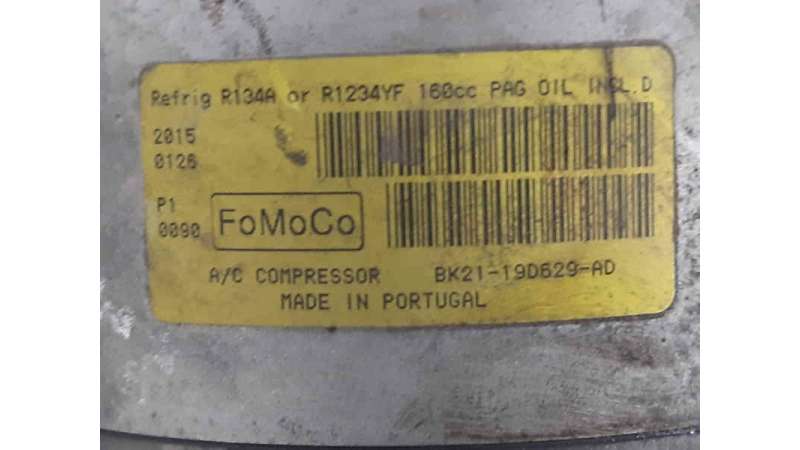 Refrig R134A or R1234YF 160cc PAG OIL INCL.D
2015
0126
P1
0090
FoMoCo
A/C COMPRESSOR BK21-19D629-AD
MADE IN PORTUGAL